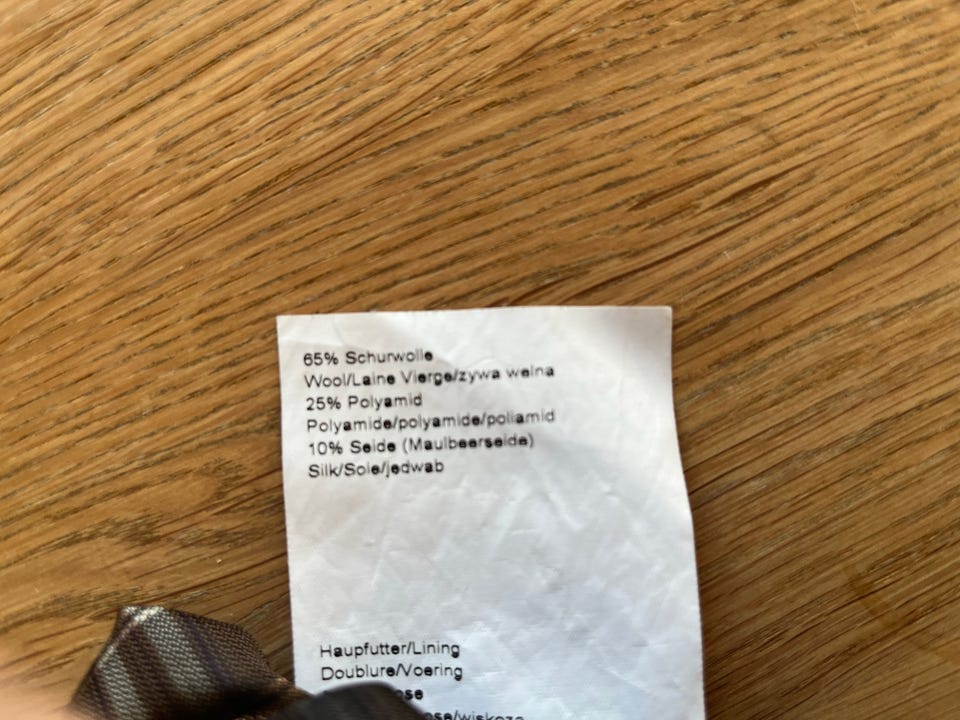 65% Schurwolle
Wool/Laine Vierge/zywa welna
25% Polyamid
Polyamide/polyamide/poliamid
10% Seide (Maulbeerseide)
Silk/Soie/jedwab
Haupfutter/Lining
Doublure/Voering